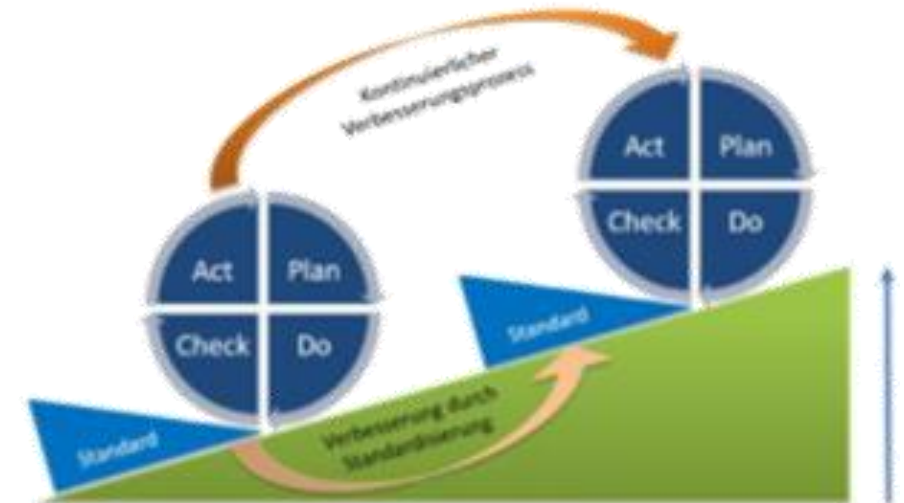 Kontinuierlicher
Verbesserungsprozess
Act
Plan
Check
Do
Act
Plan
Check
Do
Standard
Standard
Verbesserung durch
Standardisierung